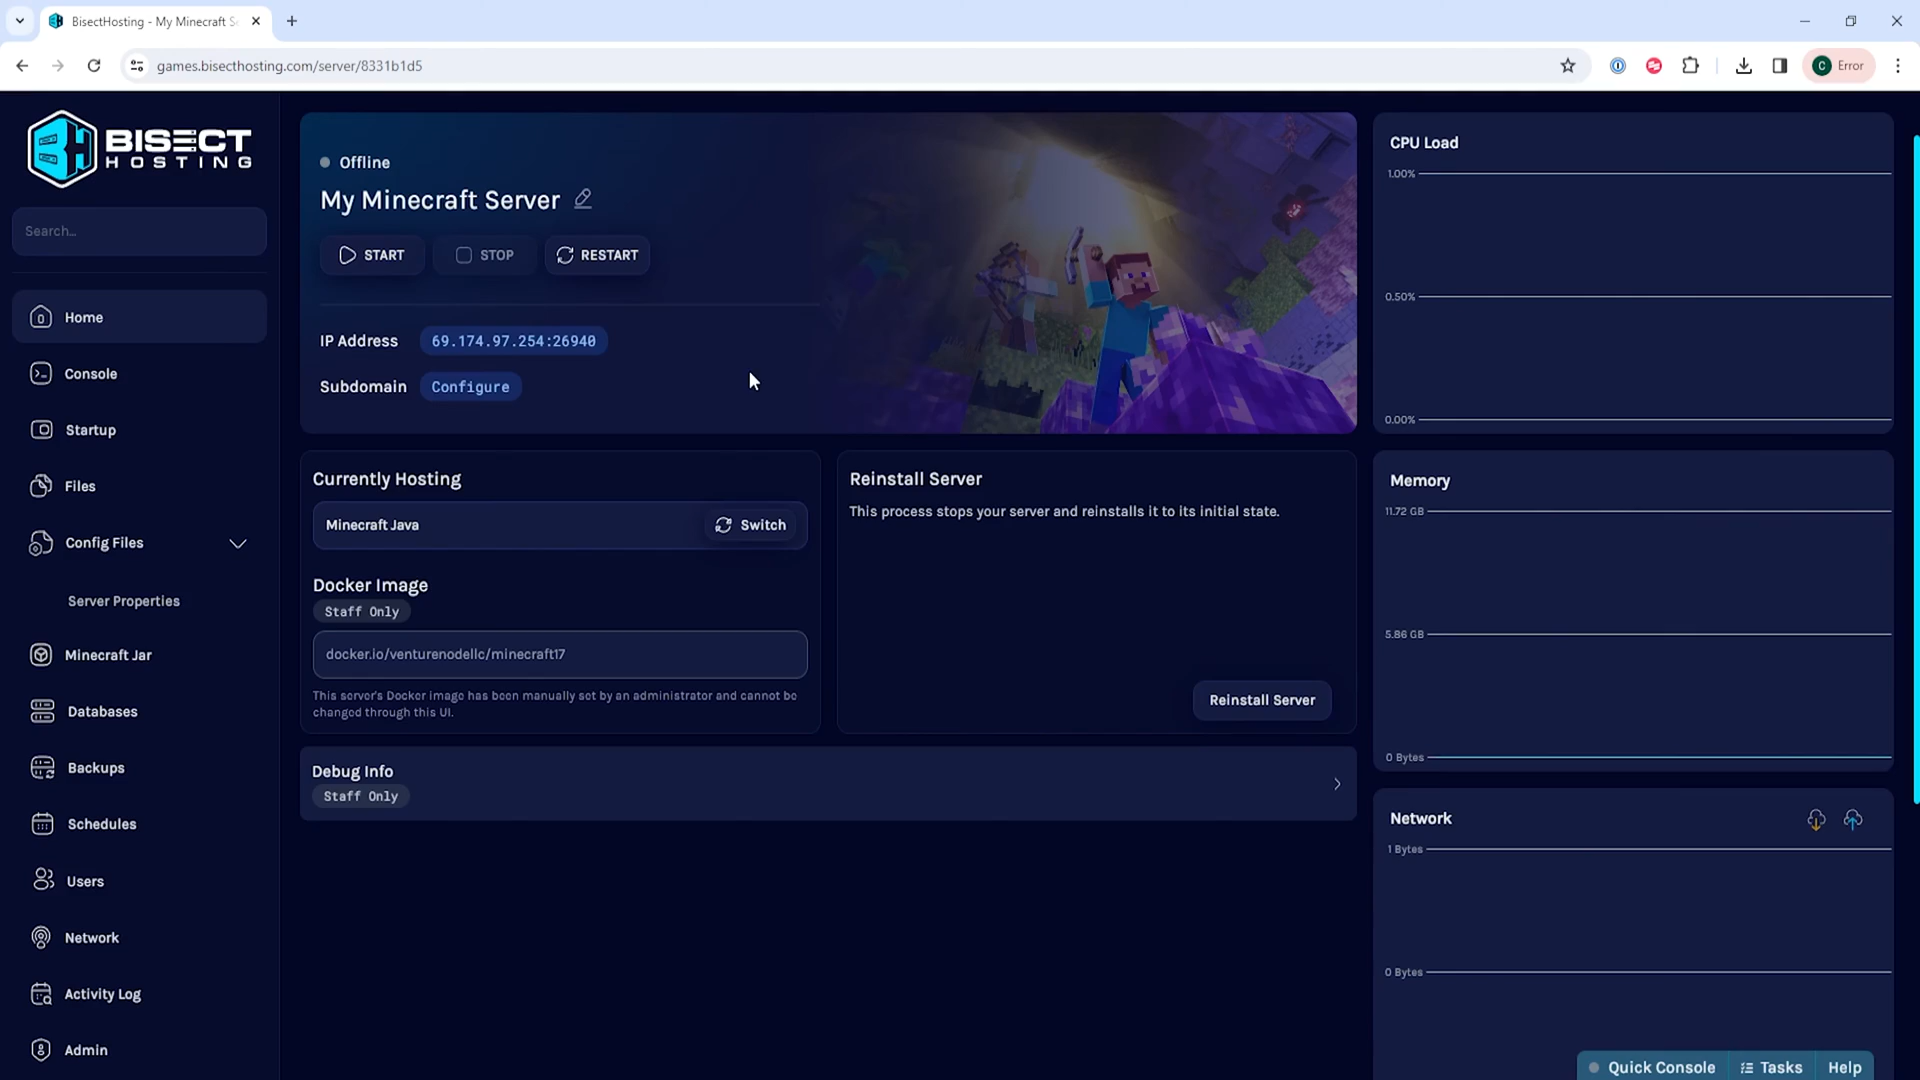 BisectHosting - My Minecraft S
games.bisecthosting.com/server/8331b1d5
C Error
BISECT
HOSTING
Search...
Home
Console
Startup
Files
Config Files
Server Properties
Minecraft Jar
Databases
Backups
Schedules
Users
Network
Activity Log
Admin
Offline
My Minecraft Server
START
STOP
RESTART
IP Address
69.174.97.254:26940
Subdomain
Configure
Currently Hosting
Minecraft Java
Switch
Docker Image
Staff Only
docker.io/venturenodellc/minecraft17
This server's Docker image has been manually set by an administrator and cannot be
changed through this UI.
Reinstall Server
This process stops your server and reinstalls it to its initial state.
Reinstall Server
Debug Info
Staff Only
CPU Load
1.00%
0.50%
0.00%
Memory
11.72 GB
5.86 GB
0 Bytes
Network
1 Bytes
0 Bytes
Quick Console
Tasks
Help